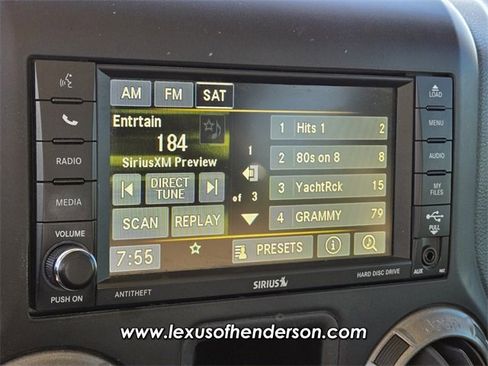 AM FM SAT
Entrtain
184
SiriusXM Preview
DIRECT
TUNE
SCAN REPLAY
7:55
1
of 3
1 Hits 1 2
2 80s on 8 8
3 YachtRck 15
4 GRAMMY 79
PRESETS
RADIO
MEDIA
VOLUME
PUSH ON
ANTITHEFT
SIRIUS
HARD DISC DRIVE
LOAD
MENU
AUDIO
MY
FILES
PULL
AUX
www.lexusofhenderson.com